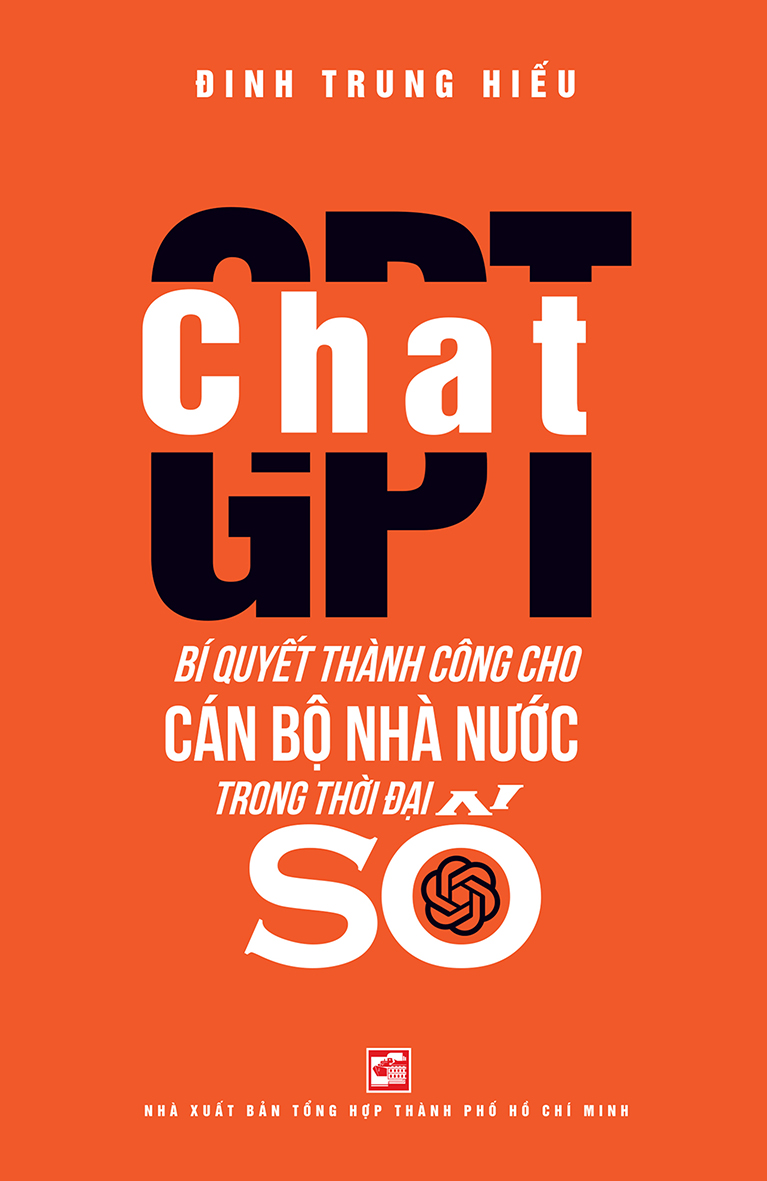 ĐINH TRUNG HIẾU
Chat
GPT
BÍ QUYẾT THÀNH CÔNG CHO
CÁN BỘ NHÀ NƯỚC
TRONG THỜI ĐẠI
SỐ
NHÀ XUẤT BẢN TỔNG HỢP THÀNH PHỐ HỒ CHÍ MINH